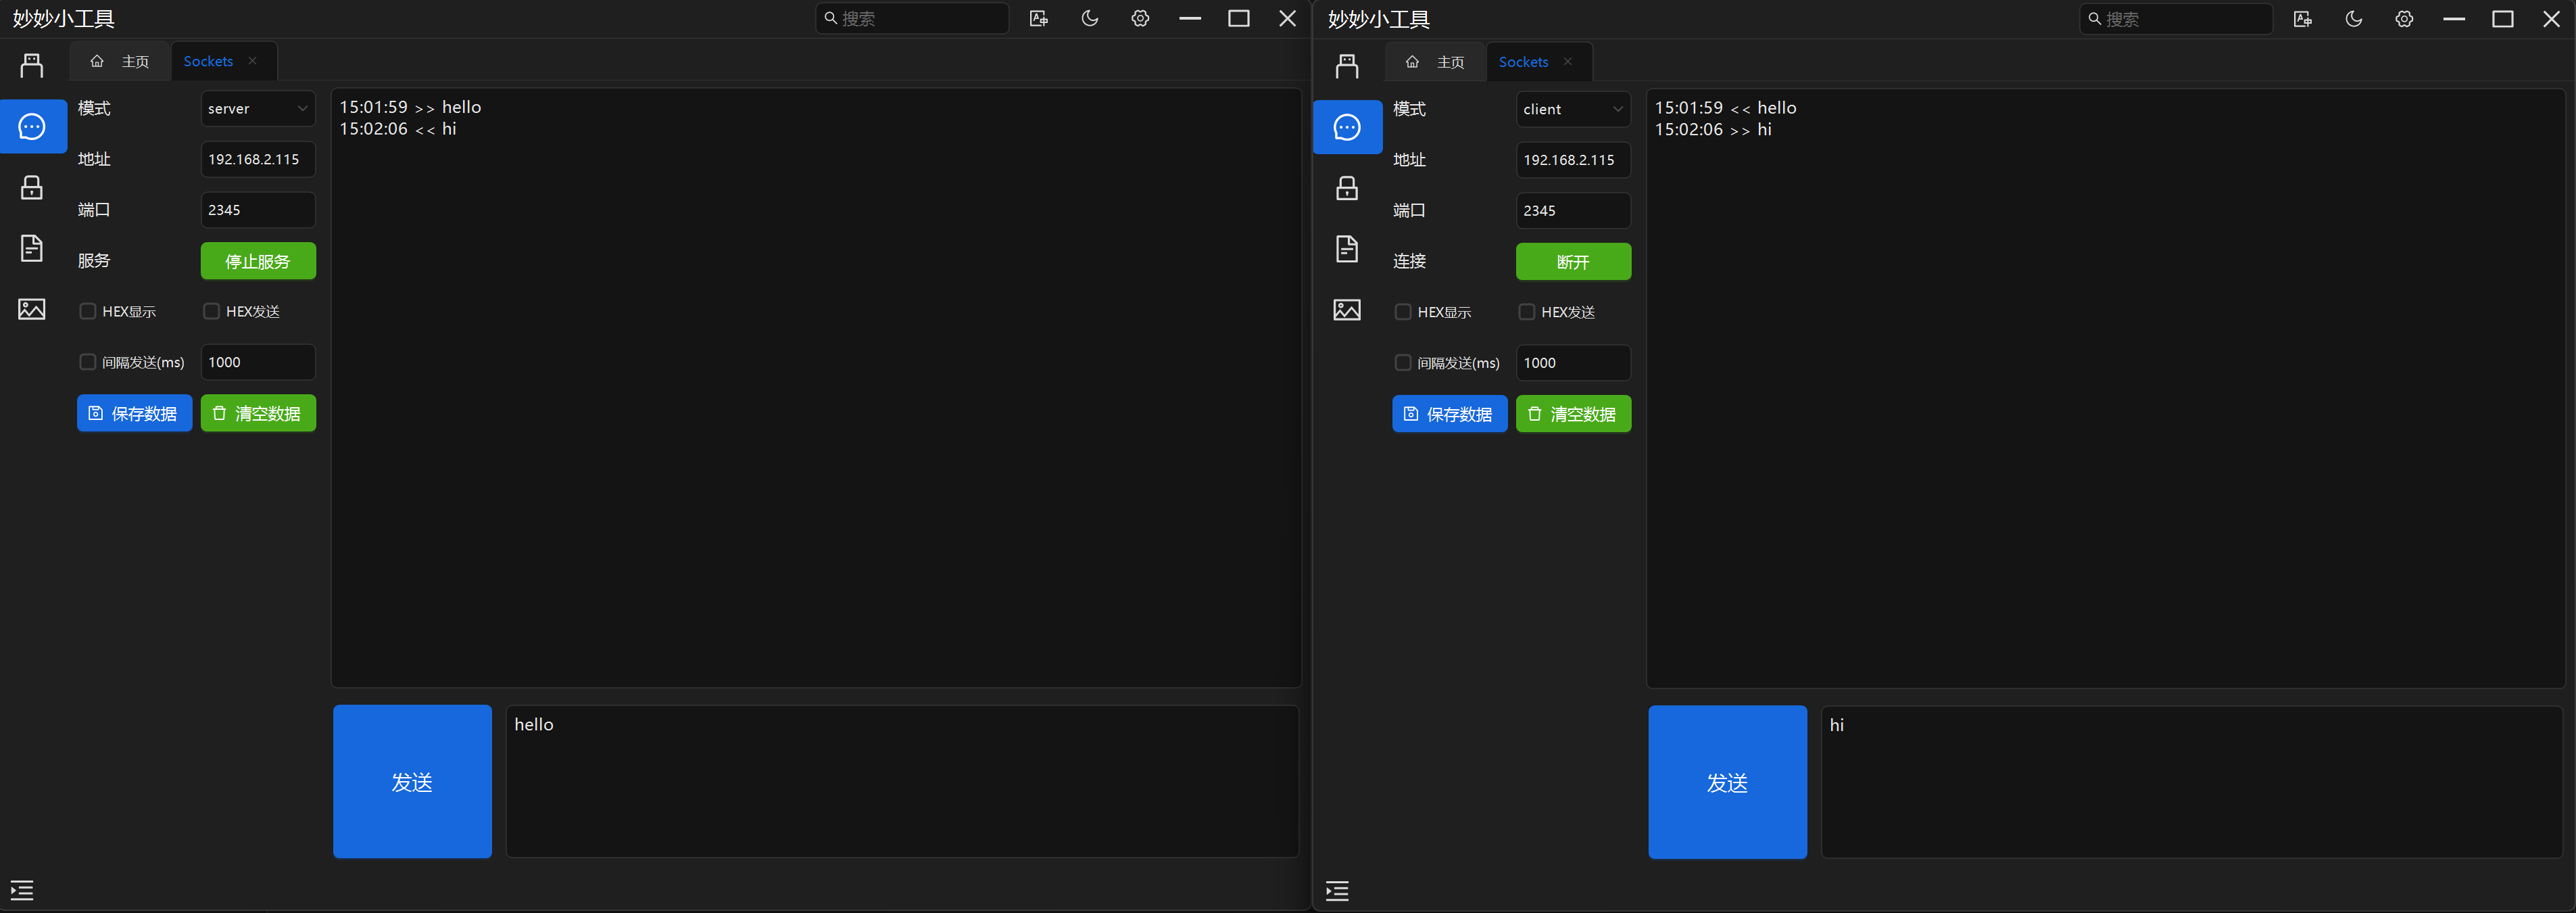 妙妙小工具
搜索
主页
Sockets
模式
server
地址
192.168.2.115
端口
2345
服务
停止服务
HEX显示
HEX发送
间隔发送(ms)
1000
保存数据
清空数据
15:01:59 >> hello
15:02:06 << hi
发送
hello
妙妙小工具
搜索
主页
Sockets
模式
client
地址
192.168.2.115
端口
2345
连接
断开
HEX显示
HEX发送
间隔发送(ms)
1000
保存数据
清空数据
15:01:59 << hello
15:02:06 >> hi
发送
hi